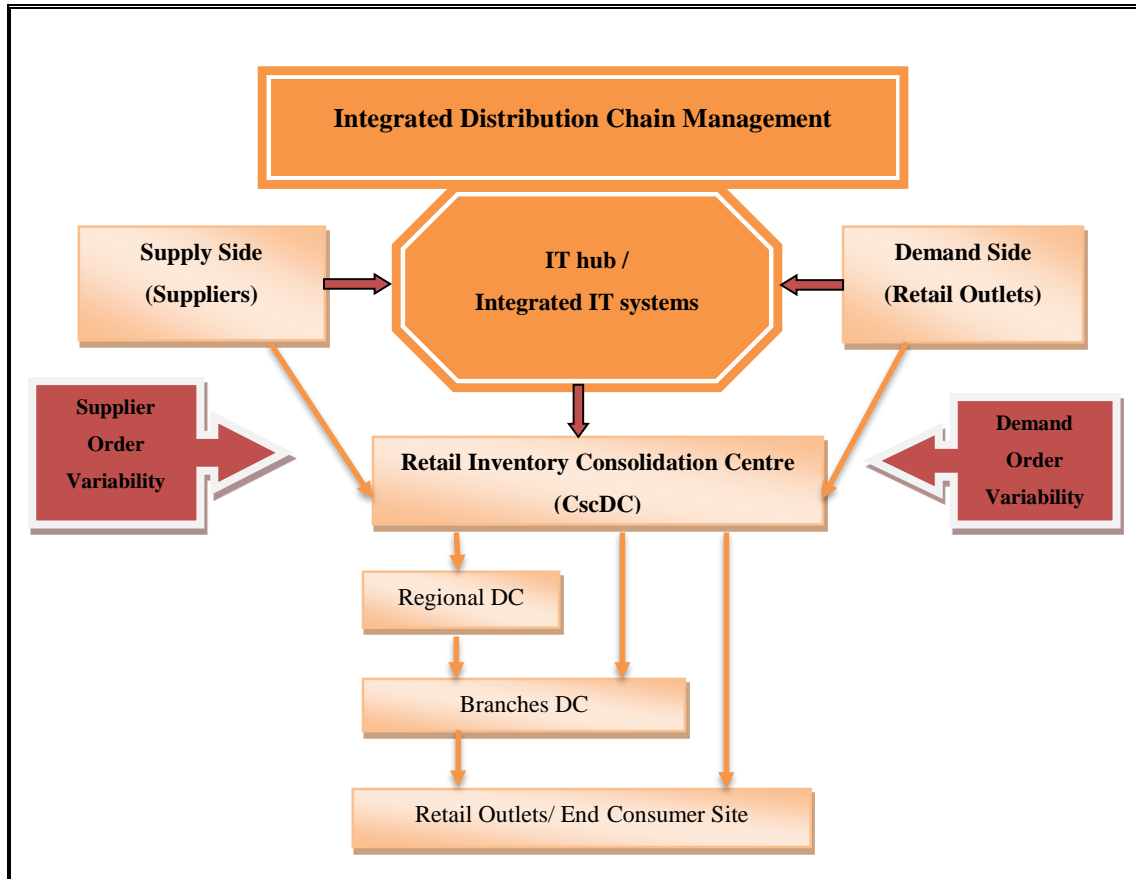 Integrated Distribution Chain Management
Supply Side
(Suppliers)
IT hub /
Integrated IT systems
Demand Side
(Retail Outlets)
Supplier
Order
Variability
Demand
Order
Variability
Retail Inventory Consolidation Centre
(CscDC)
Regional DC
Branches DC
Retail Outlets/ End Consumer Site